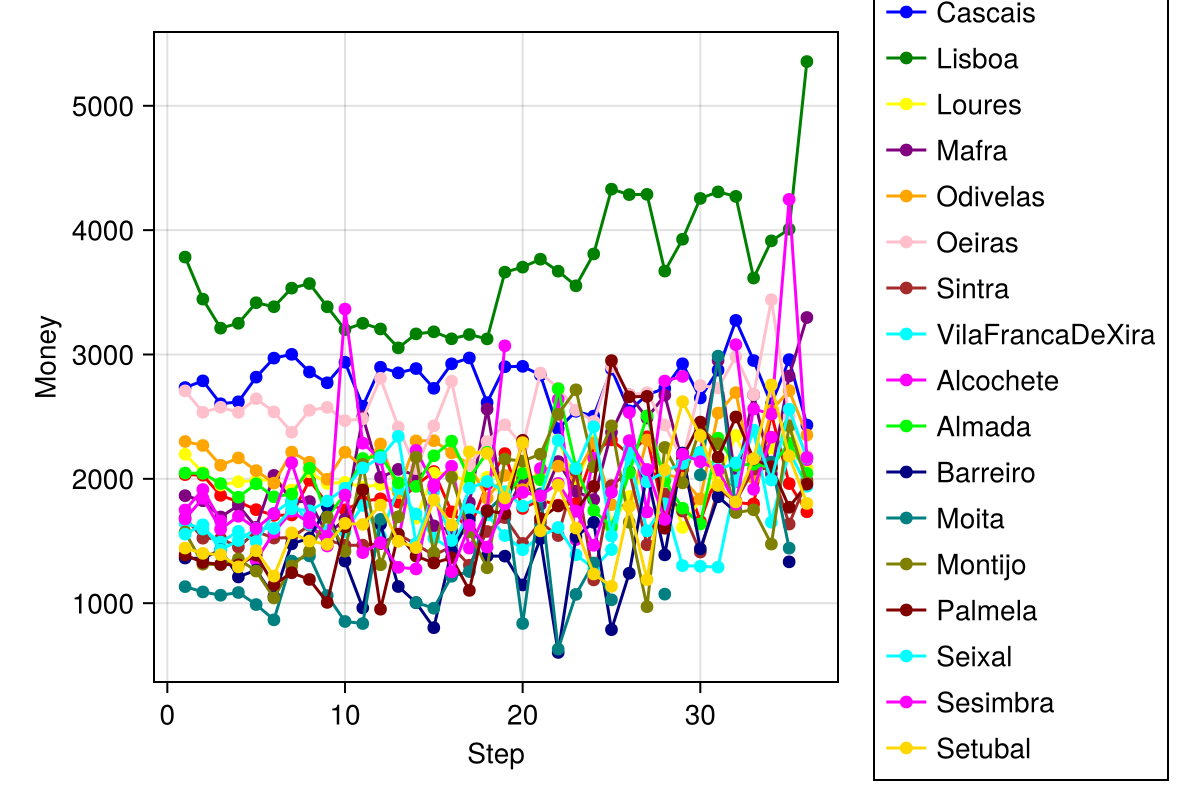 Cascais
Lisboa
Loures
Mafra
Odivelas
Oeiras
Sintra
VilaFrancaDeXira
Alcochete
Almada
Barreiro
Moita
Montijo
Palmela
Seixal
Sesimbra
Setubal
5000
4000
3000
2000
1000
Money
0 10 20 30
Step